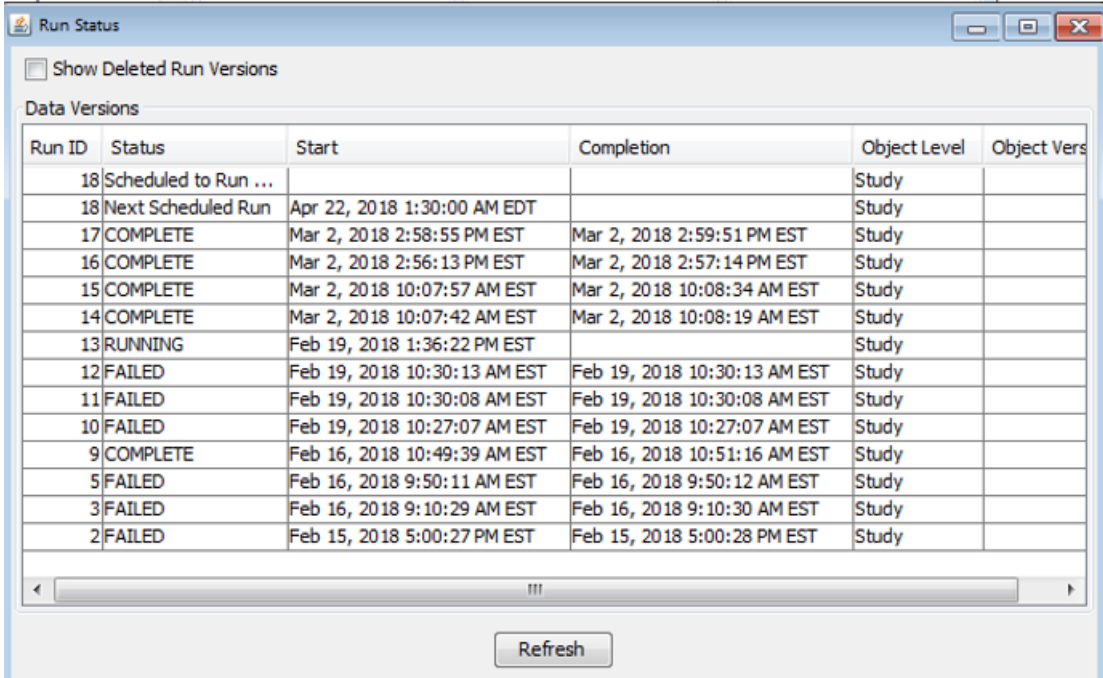 Run Status
Show Deleted Run Versions
Data Versions
Run ID Status Start Completion Object Level Object Vers
18 Scheduled to Run ... Study
18 Next Scheduled Run Apr 22, 2018 1:30:00 AM EDT Study
17 COMPLETE Mar 2, 2018 2:58:55 PM EST Mar 2, 2018 2:59:51 PM EST Study
16 COMPLETE Mar 2, 2018 2:56:13 PM EST Mar 2, 2018 2:57:14 PM EST Study
15 COMPLETE Mar 2, 2018 10:07:57 AM EST Mar 2, 2018 10:08:34 AM EST Study
14 COMPLETE Mar 2, 2018 10:07:42 AM EST Mar 2, 2018 10:08:19 AM EST Study
13 RUNNING Feb 19, 2018 1:36:22 PM EST Study
12 FAILED Feb 19, 2018 10:30:13 AM EST Feb 19, 2018 10:30:13 AM EST Study
11 FAILED Feb 19, 2018 10:30:08 AM EST Feb 19, 2018 10:30:08 AM EST Study
10 FAILED Feb 19, 2018 10:27:07 AM EST Feb 19, 2018 10:27:07 AM EST Study
9 COMPLETE Feb 16, 2018 10:49:39 AM EST Feb 16, 2018 10:51:16 AM EST Study
5 FAILED Feb 16, 2018 9:50:11 AM EST Feb 16, 2018 9:50:12 AM EST Study
3 FAILED Feb 16, 2018 9:10:29 AM EST Feb 16, 2018 9:10:30 AM EST Study
2 FAILED Feb 15, 2018 5:00:27 PM EST Feb 15, 2018 5:00:28 PM EST Study
Refresh